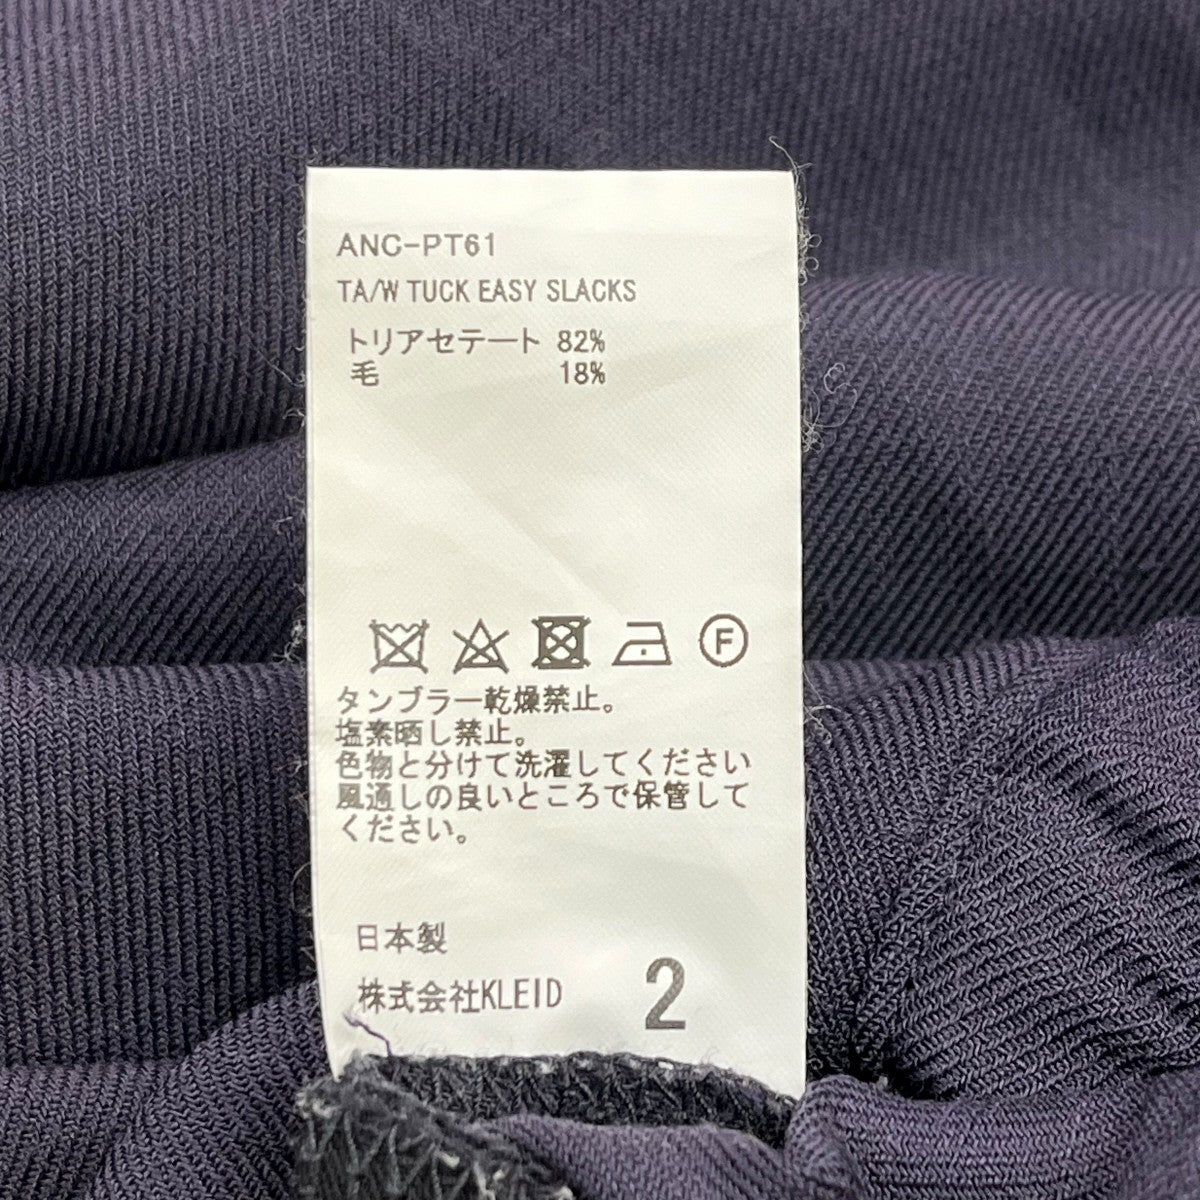 ANC-PT61
TA/W TUCK EASY SLACKS
トリアセテート 82%
毛 18%
F
タンブラー乾燥禁止。
塩素晒し禁止。
色物と分けて洗濯してください
風通しの良いところで保管して
ください。
日本製
株式会社KLEID
2